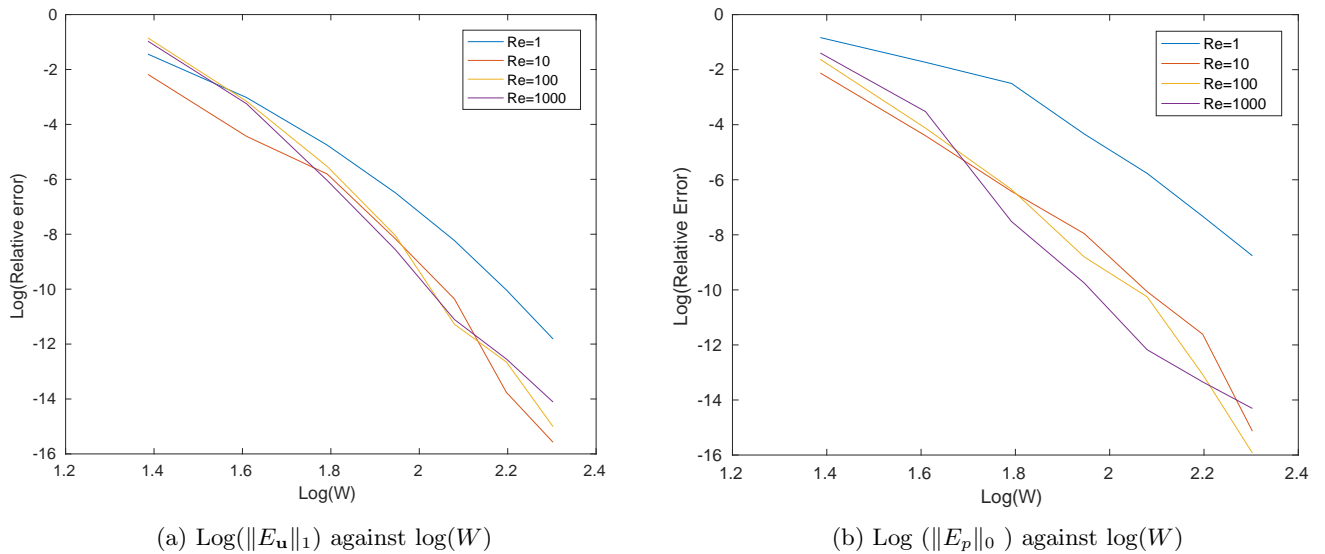 0
-2
-4
-6
-8
-10
-12
-14
-16
Log(Relative error)
1.2
1.4
1.6
1.8
2
2.2
2.4
Log(W)
Re=1
Re=10
Re=100
Re=1000
(a) Log(‖E_u‖₁) against log(W)
0
-2
-4
-6
-8
-10
-12
-14
-16
Log(Relative Error)
1.2
1.4
1.6
1.8
2
2.2
2.4
Log(W)
Re=1
Re=10
Re=100
Re=1000
(b) Log (‖E_p‖₀ ) against log(W)